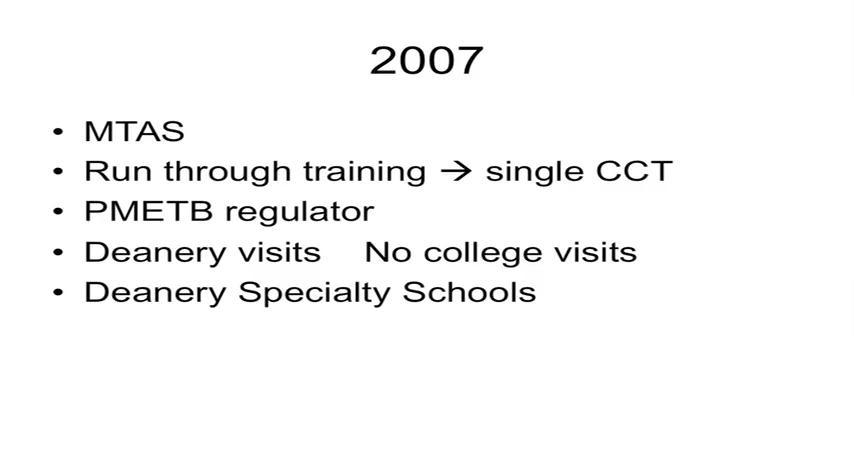 2007
• MTAS
• Run through training → single CCT
• PMETB regulator
• Deanery visits No college visits
• Deanery Specialty Schools